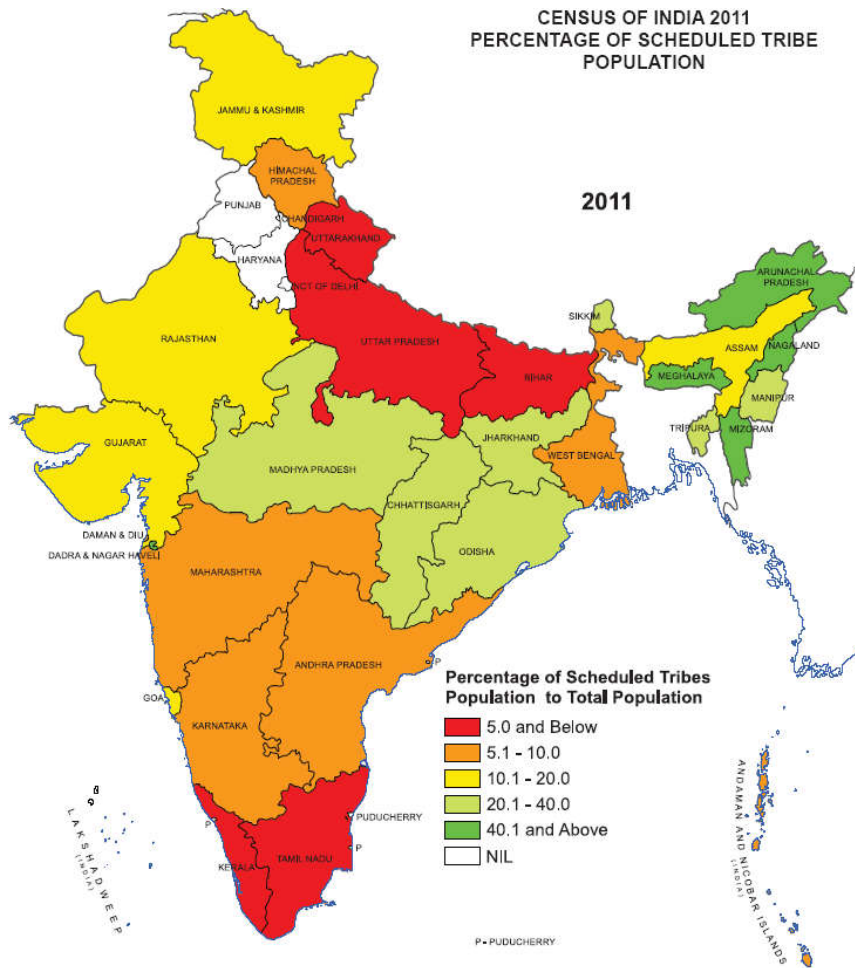 CENSUS OF INDIA 2011
PERCENTAGE OF SCHEDULED TRIBE
POPULATION
2011
JAMMU & KASHMIR
HIMACHAL
PRADESH
PUNJAB
CHANDIGARH
UTTARAKHAND
HARYANA
NCT OF DELHI
ARUNACHAL
PRADESH
SIKKIM
RAJASTHAN
UTTAR PRADESH
ASSAM
NAGALAND
BIHAR
MEGHALAYA
MANIPUR
GUJARAT
JHARKHAND
TRIPURA
MIZORAM
MADHYA PRADESH
WEST BENGAL
CHHATTISGARH
DAMAN & DIU
DADRA & NAGAR HAVELI
ODISHA
MAHARASHTRA
ANDHRA PRADESH
P
GOA
KARNATAKA
Percentage of Scheduled Tribes
Population to Total Population
5.0 and Below
5.1 - 10.0
10.1 - 20.0
20.1 - 40.0
40.1 and Above
NIL
PUDUCHERRY
P
P
KERALA
TAMIL NADU
LAKSHADWEEP
(INDIA)
ANDAMAN AND NICOBAR ISLANDS
(INDIA)
P - PUDUCHERRY